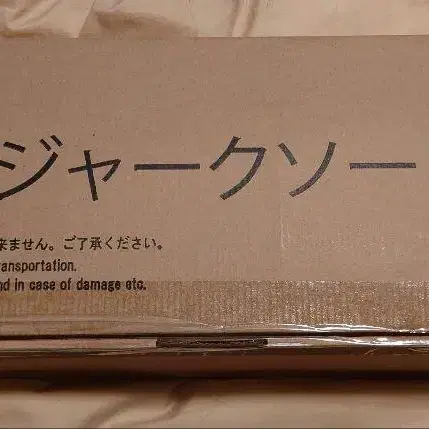 ジャークソー
来ません。ご了承ください。
ansportation.
nd in case of damage etc.